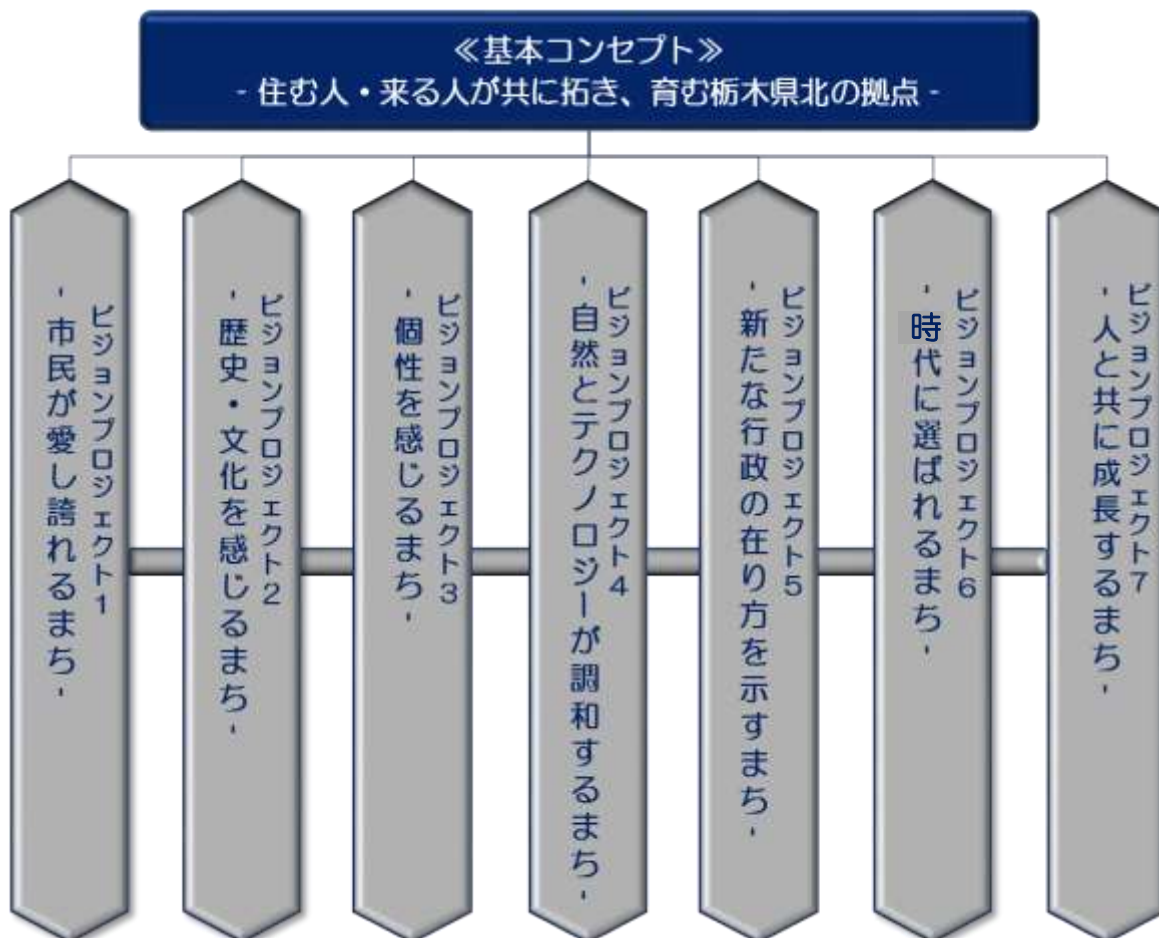 ≪基本コンセプト≫
- 住む人・来る人が共に拓き、育む栃木県北の拠点 -
ビジョンプロジェクト1
- 市民が愛し誇れるまち -
ビジョンプロジェクト2
- 歴史・文化を感じるまち -
ビジョンプロジェクト3
- 個性を感じるまち -
ビジョンプロジェクト4
- 自然とテクノロジーが調和するまち -
ビジョンプロジェクト5
- 新たな行政の在り方を示すまち -
ビジョンプロジェクト6
- 時代に選ばれるまち -
ビジョンプロジェクト7
- 人と共に成長するまち -